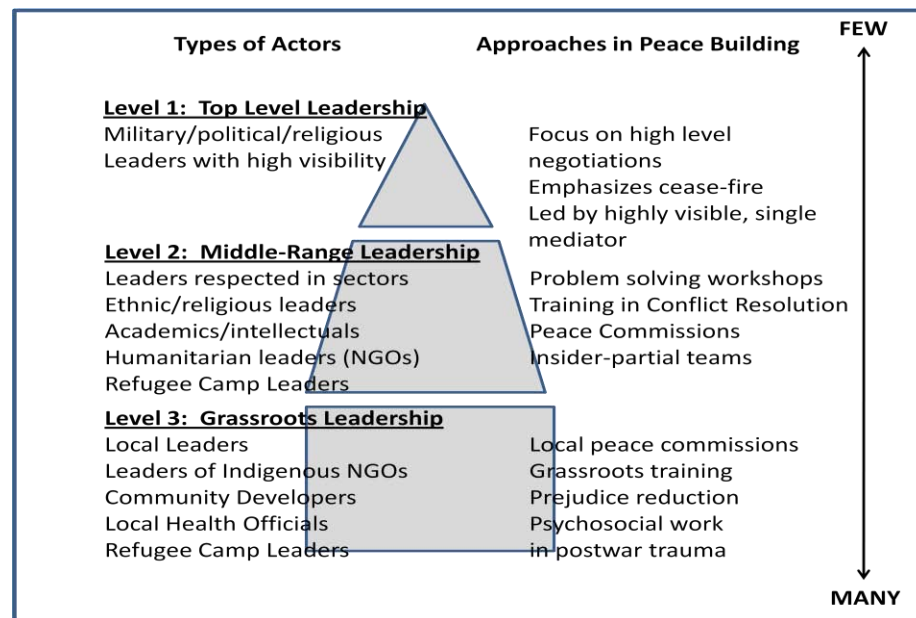 Types of Actors
Approaches in Peace Building
FEW
Level 1:  Top Level Leadership
Military/political/religious
Leaders with high visibility
Focus on high level
negotiations
Emphasizes cease-fire
Led by highly visible, single
mediator
Level 2:  Middle-Range Leadership
Leaders respected in sectors
Ethnic/religious leaders
Academics/intellectuals
Humanitarian leaders (NGOs)
Refugee Camp Leaders
Problem solving workshops
Training in Conflict Resolution
Peace Commissions
Insider-partial teams
Level 3:  Grassroots Leadership
Local Leaders
Leaders of Indigenous NGOs
Community Developers
Local Health Officials
Refugee Camp Leaders
Local peace commissions
Grassroots training
Prejudice reduction
Psychosocial work
in postwar trauma
MANY